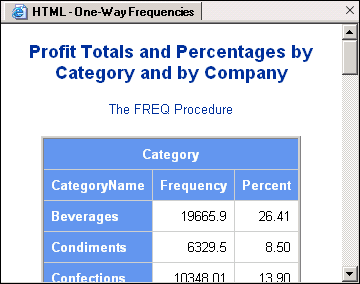 HTML - One-Way Frequencies
Profit Totals and Percentages by
Category and by Company
The FREQ Procedure
Category
CategoryName Frequency Percent
Beverages 19665.9 26.41
Condiments 6329.5 8.50
Confections 10348.01 13.90